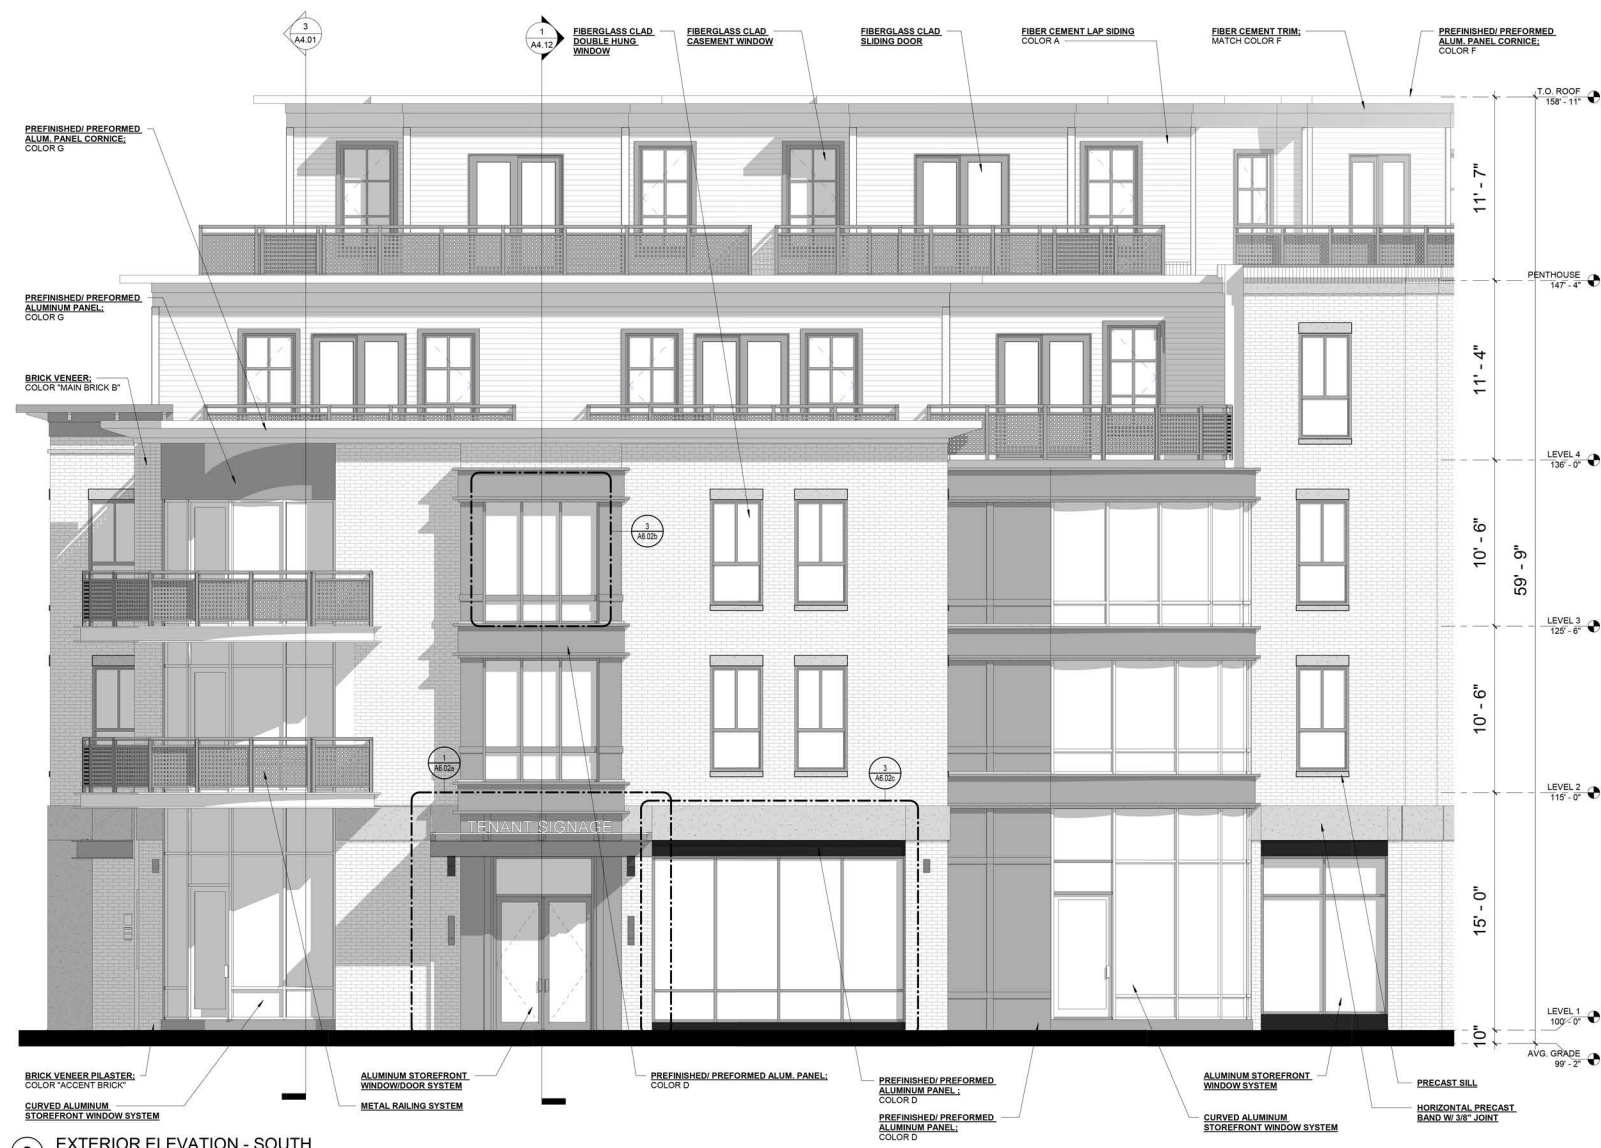 3
A4.01
1
A4.12
FIBERGLASS CLAD
DOUBLE HUNG
WINDOW
FIBERGLASS CLAD
CASEMENT WINDOW
FIBERGLASS CLAD
SLIDING DOOR
FIBER CEMENT LAP SIDING
COLOR A
FIBER CEMENT TRIM;
MATCH COLOR F
PREFINISHED/ PREFORMED
ALUM. PANEL CORNICE;
COLOR F
T.O. ROOF
158' - 11"
PREFINISHED/ PREFORMED
ALUM. PANEL CORNICE;
COLOR G
11' - 7"
PENTHOUSE
147' - 4"
PREFINISHED/ PREFORMED
ALUMINUM PANEL;
COLOR G
11' - 4"
BRICK VENEER;
COLOR "MAIN BRICK B"
LEVEL 4
136' - 0"
3
A6.02b
10' - 6"
59' - 9"
LEVEL 3
125' - 6"
10' - 6"
1
A6.02a
3
A6.02c
LEVEL 2
115' - 0"
TENANT SIGNAGE
15' - 0"
LEVEL 1
100' - 0"
10"
AVG. GRADE
99' - 2"
BRICK VENEER PILASTER;
COLOR "ACCENT BRICK"
CURVED ALUMINUM
STOREFRONT WINDOW SYSTEM
ALUMINUM STOREFRONT
WINDOW/DOOR SYSTEM
METAL RAILING SYSTEM
PREFINISHED/ PREFORMED ALUM. PANEL;
COLOR D
PREFINISHED/ PREFORMED
ALUMINUM PANEL ;
COLOR D
PREFINISHED/ PREFORMED
ALUMINUM PANEL;
COLOR D
ALUMINUM STOREFRONT
WINDOW SYSTEM
CURVED ALUMINUM
STOREFRONT WINDOW SYSTEM
PRECAST SILL
HORIZONTAL PRECAST
BAND W/ 3/8" JOINT
EXTERIOR ELEVATION - SOUTH